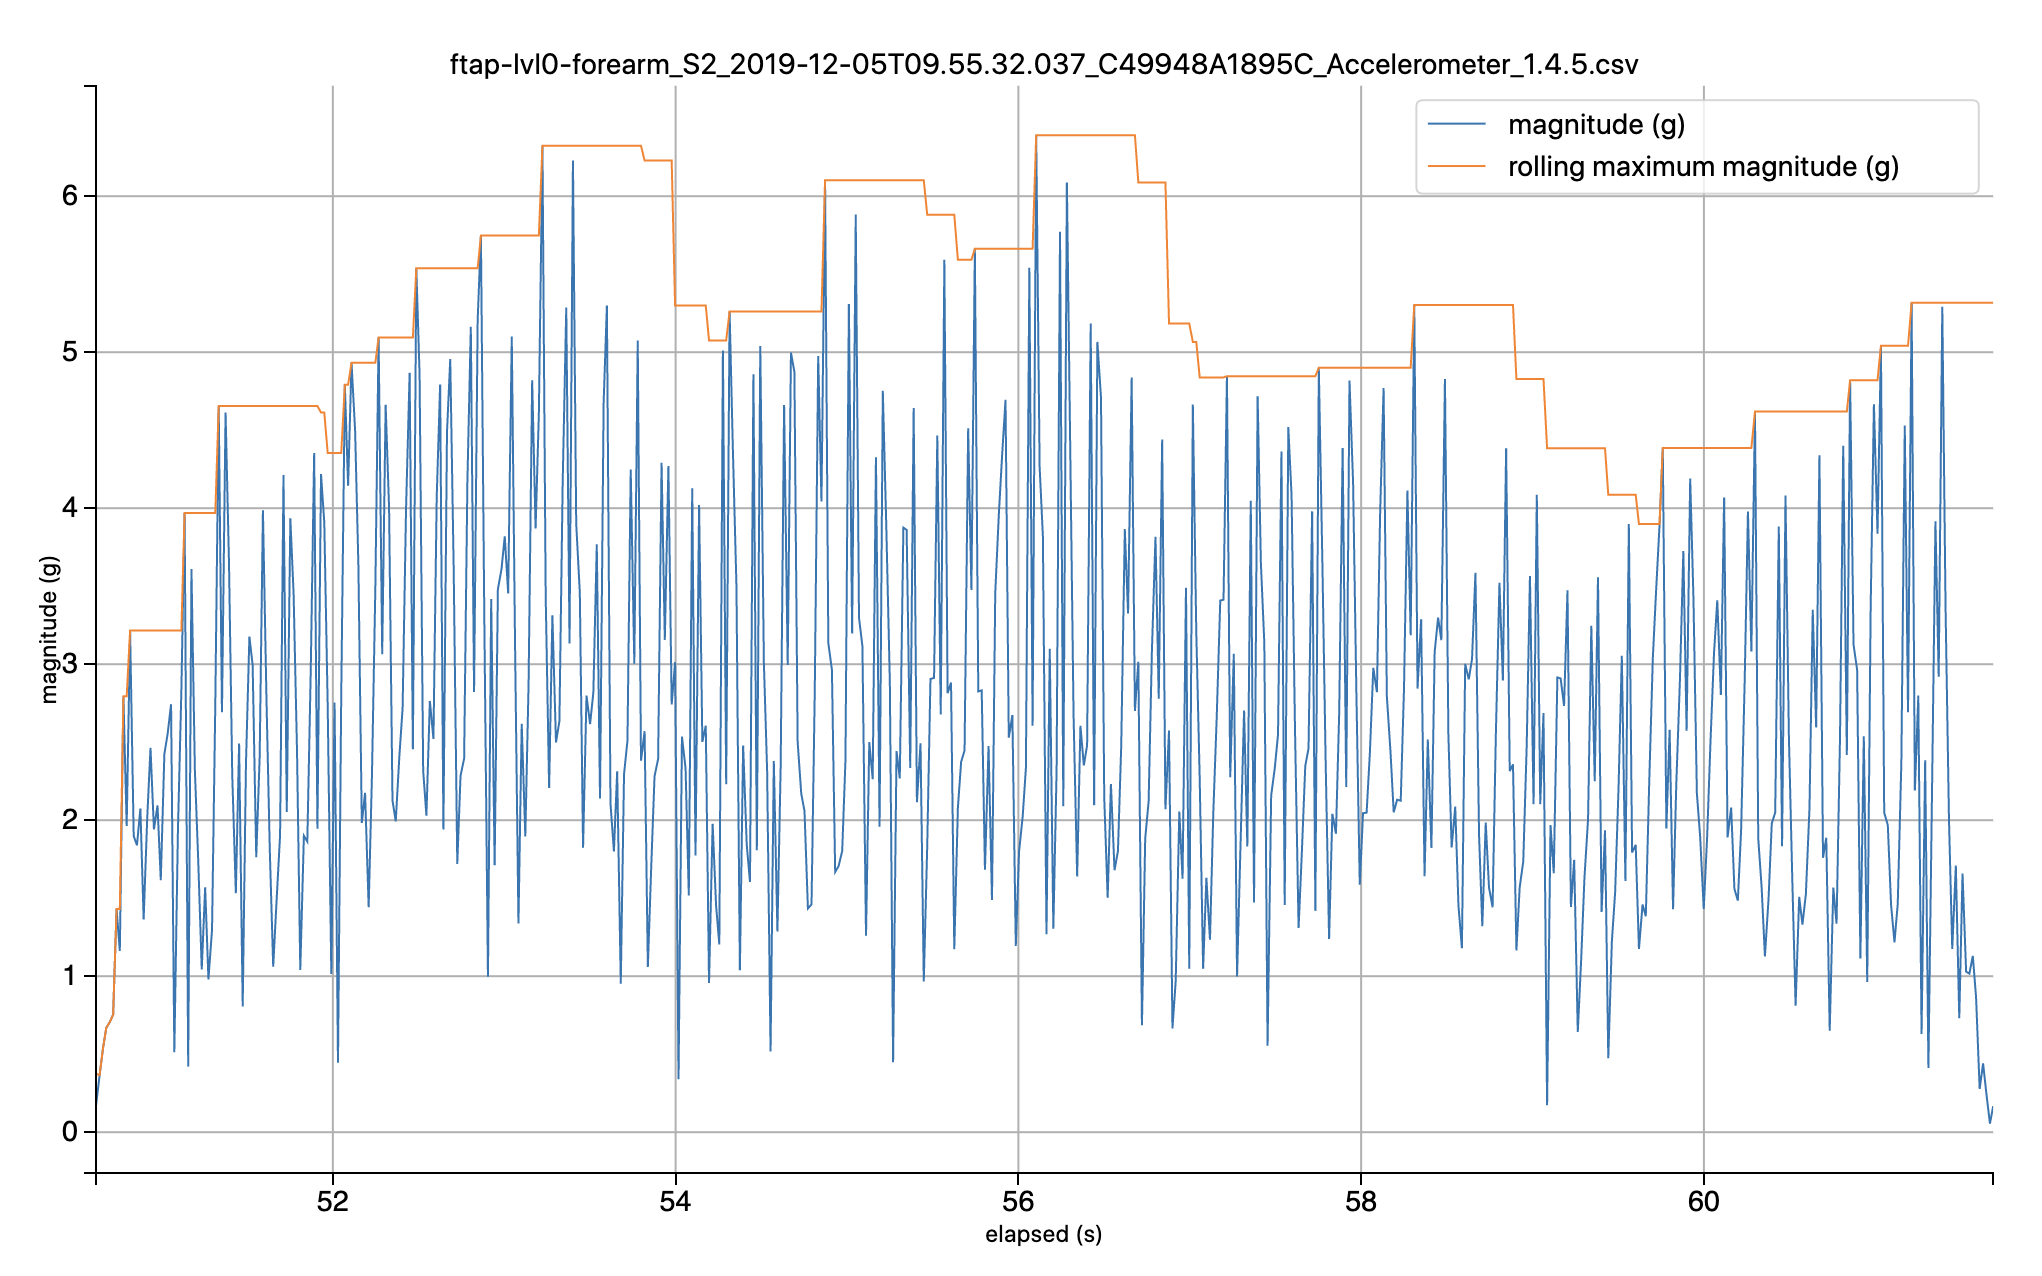 ftap-lvl0-forearm_S2_2019-12-05T09.55.32.037_C49948A1895C_Accelerometer_1.4.5.csv
magnitude (g)
rolling maximum magnitude (g)
6
5
4
3
2
1
0
magnitude (g)
52
54
56
58
60
elapsed (s)